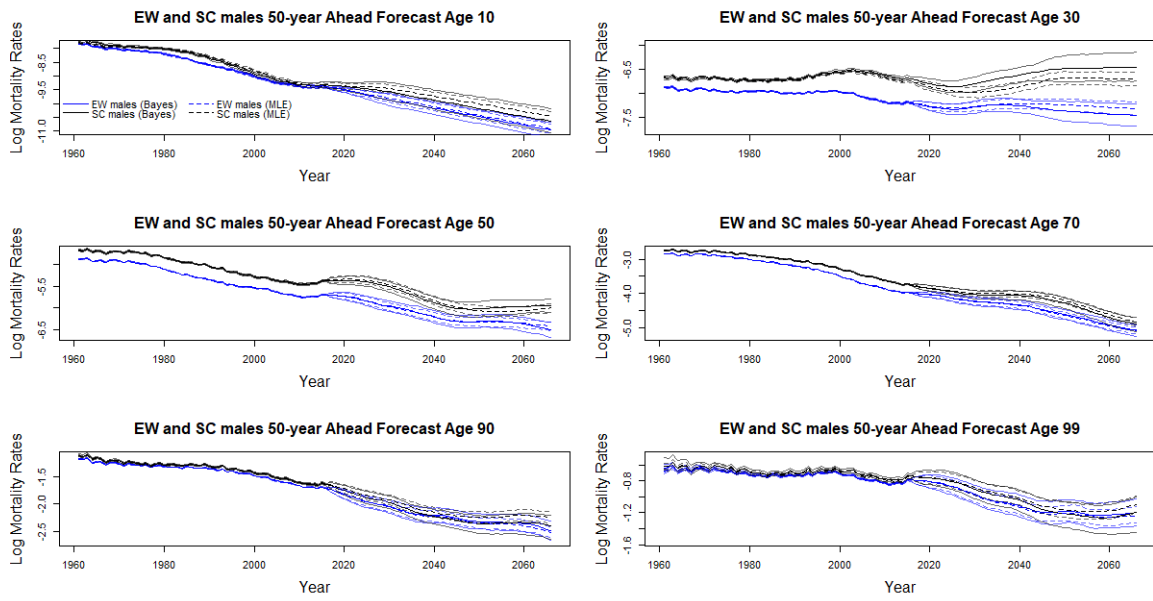 EW and SC males 50-year Ahead Forecast Age 10
Log Mortality Rates
-8.5
-9.5
-11.0
EW males (Bayes)
SC males (Bayes)
EW males (MLE)
SC males (MLE)
1960 1980 2000 2020 2040 2060
Year
EW and SC males 50-year Ahead Forecast Age 30
Log Mortality Rates
-6.5
-7.5
1960 1980 2000 2020 2040 2060
Year
EW and SC males 50-year Ahead Forecast Age 50
Log Mortality Rates
-5.5
-6.5
1960 1980 2000 2020 2040 2060
Year
EW and SC males 50-year Ahead Forecast Age 70
Log Mortality Rates
-3.0
-4.0
-5.0
1960 1980 2000 2020 2040 2060
Year
EW and SC males 50-year Ahead Forecast Age 90
Log Mortality Rates
-1.5
-2.0
-2.5
1960 1980 2000 2020 2040 2060
Year
EW and SC males 50-year Ahead Forecast Age 99
Log Mortality Rates
-0.8
-1.2
-1.6
1960 1980 2000 2020 2040 2060
Year